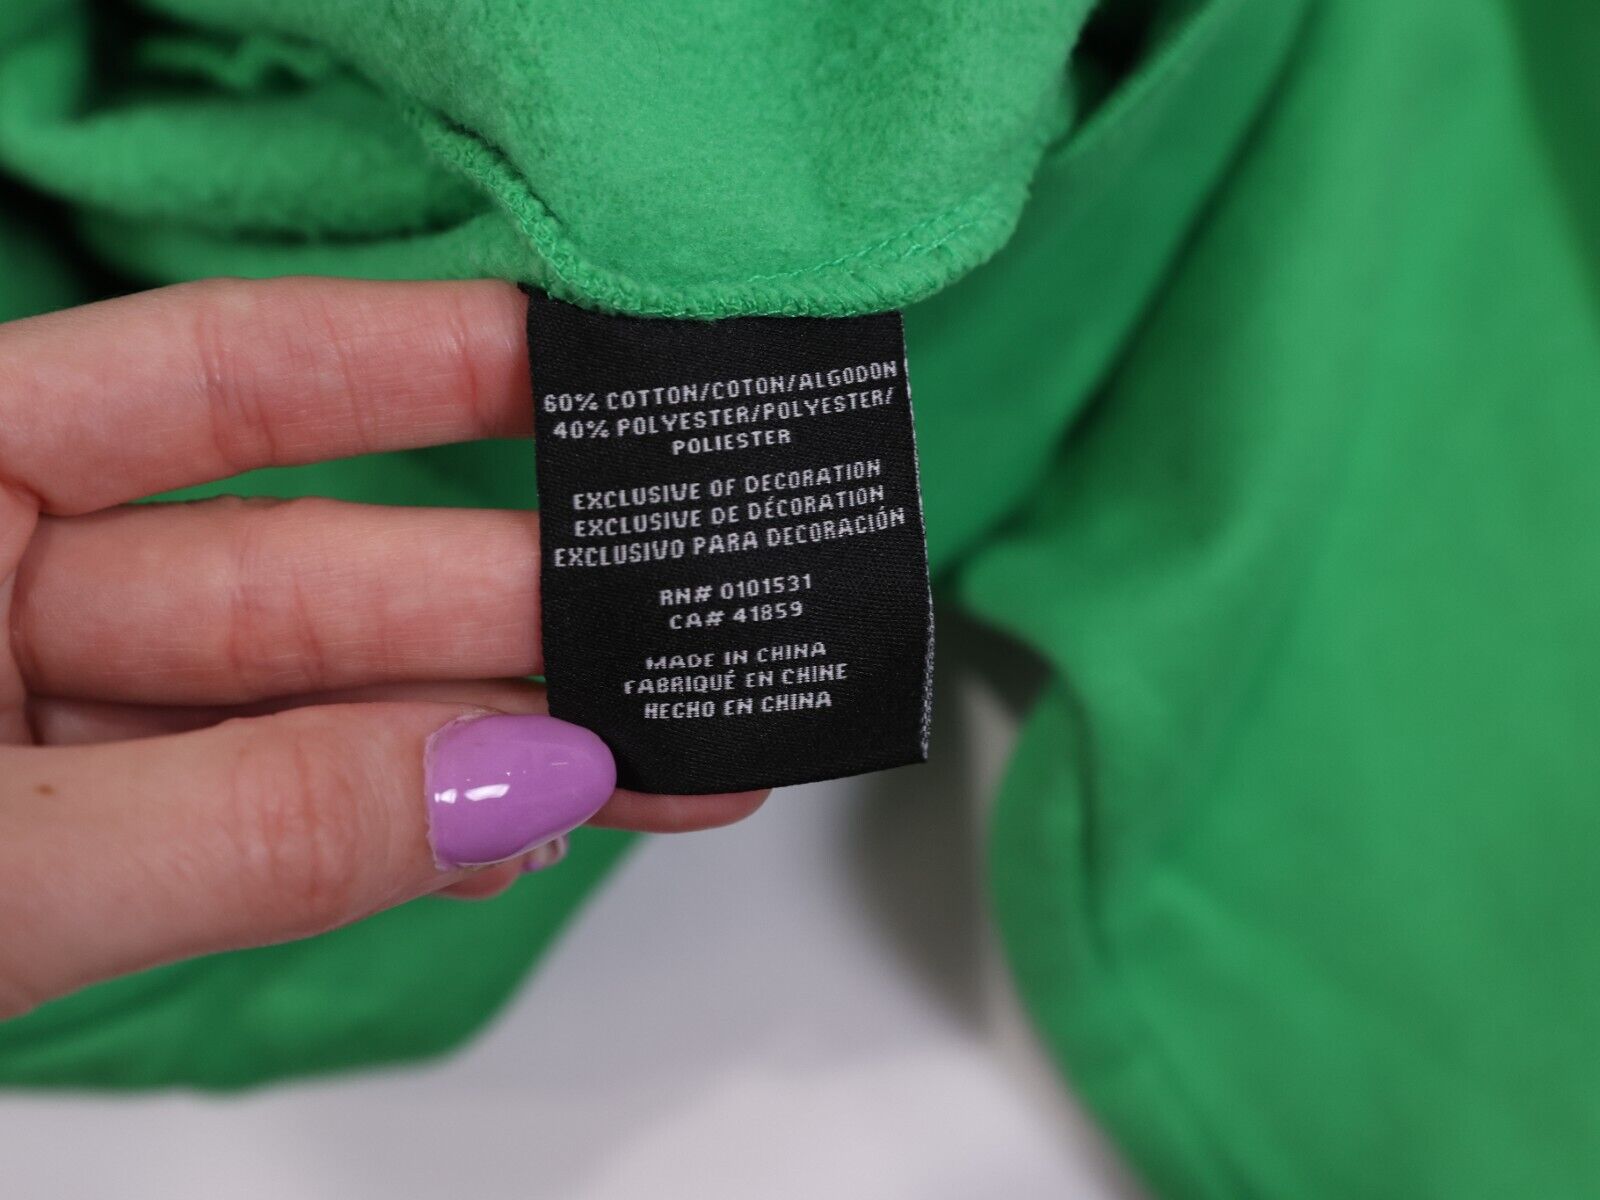 60% COTTON/COTON/ALGODON
40% POLYESTER/POLYESTER/
POLIESTER
EXCLUSIVE OF DECORATION
EXCLUSIVE DE DÉCORATION
EXCLUSIVO PARA DECORACIÓN
RN# 0101531
CA# 41859
MADE IN CHINA
FABRIQUÉ EN CHINE
HECHO EN CHINA